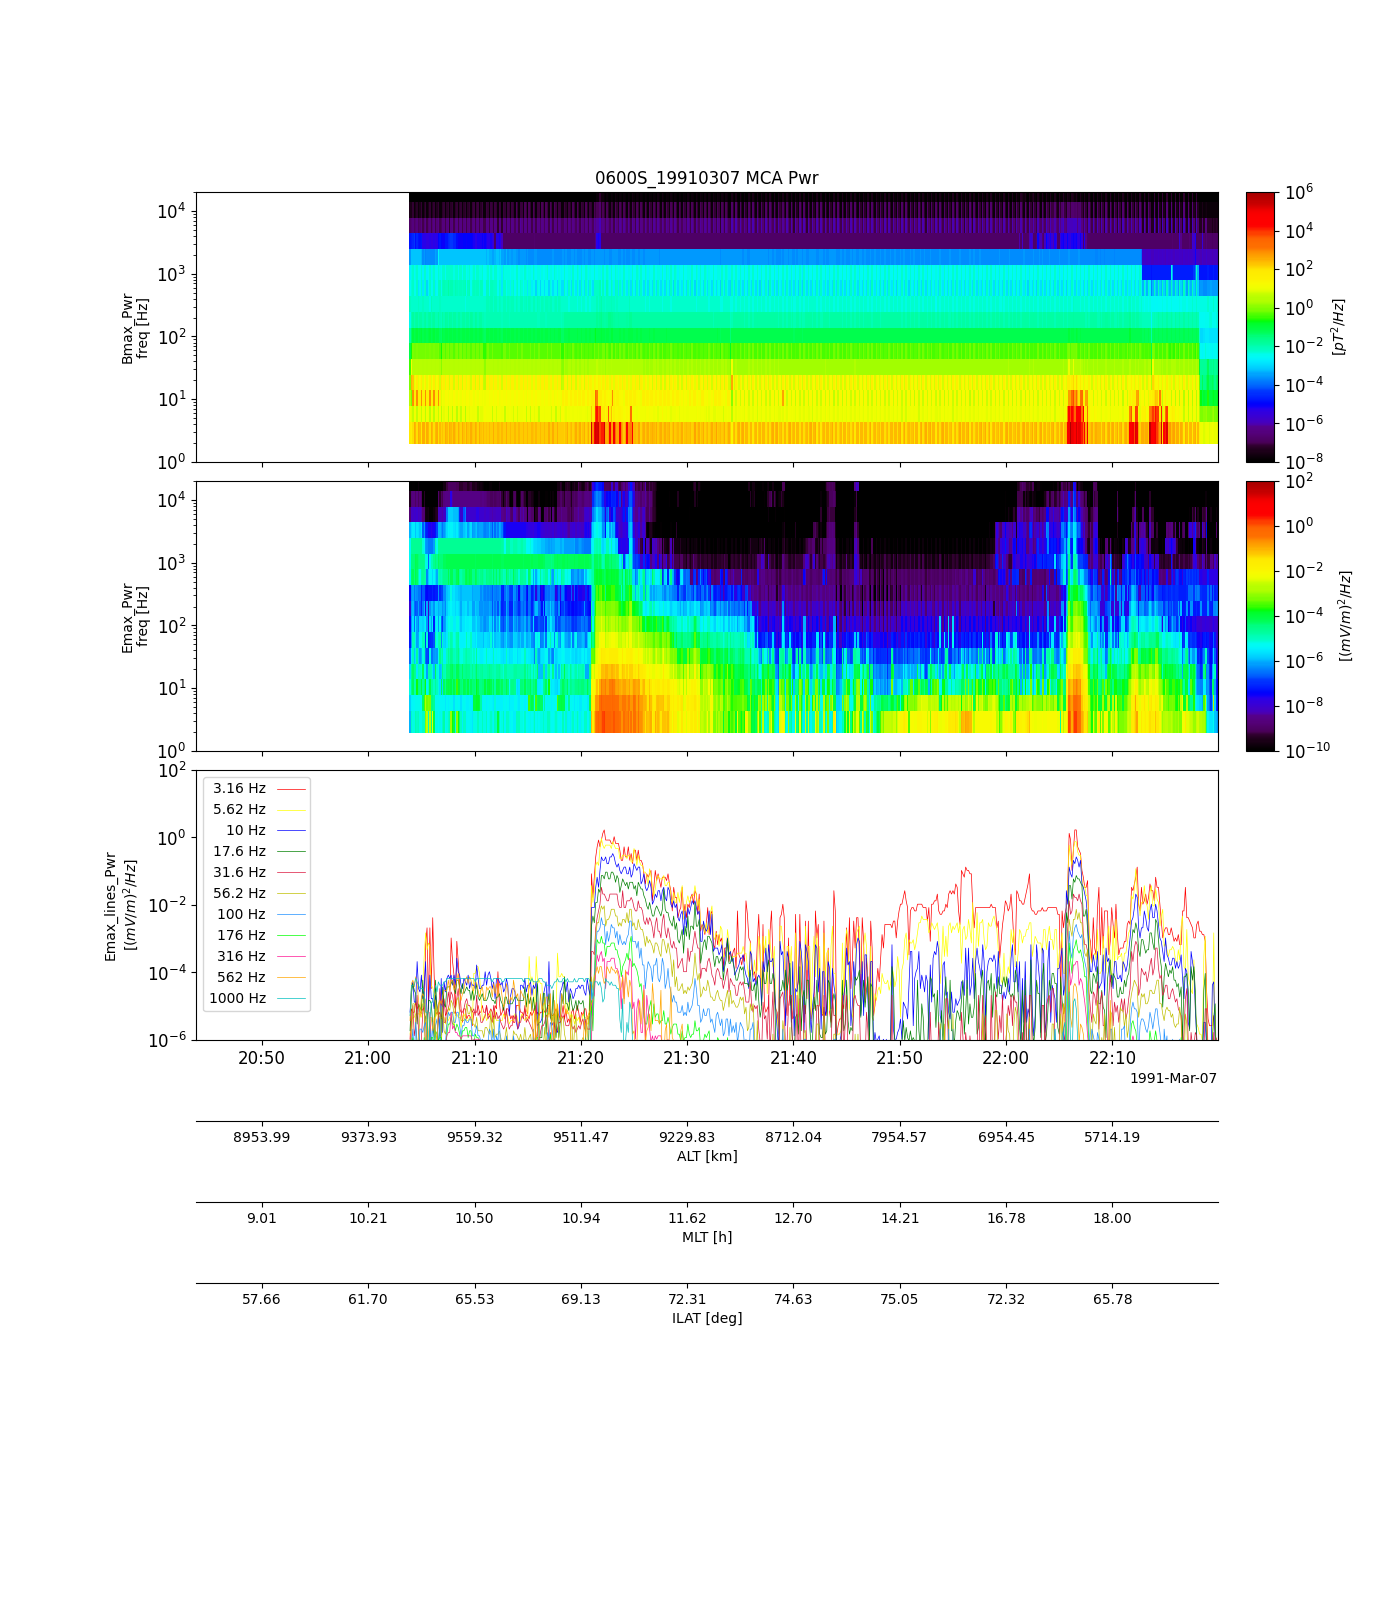 0600S_19910307 MCA Pwr
Bmax_Pwr
freq [Hz]
10^4
10^3
10^2
10^1
10^0
10^6
10^4
10^2
10^0
10^-2
10^-4
10^-6
10^-8
[pT^2/Hz]
Emax_Pwr
freq [Hz]
10^4
10^3
10^2
10^1
10^0
10^2
10^0
10^-2
10^-4
10^-6
10^-8
10^-10
[(mV/m)^2/Hz]
Emax_lines_Pwr
[(mV/m)^2/Hz]
10^2
10^0
10^-2
10^-4
10^-6
3.16 Hz
5.62 Hz
10 Hz
17.6 Hz
31.6 Hz
56.2 Hz
100 Hz
176 Hz
316 Hz
562 Hz
1000 Hz
20:50 21:00 21:10 21:20 21:30 21:40 21:50 22:00 22:10
1991-Mar-07
8953.99 9373.93 9559.32 9511.47 9229.83 8712.04 7954.57 6954.45 5714.19
ALT [km]
9.01 10.21 10.50 10.94 11.62 12.70 14.21 16.78 18.00
MLT [h]
57.66 61.70 65.53 69.13 72.31 74.63 75.05 72.32 65.78
ILAT [deg]